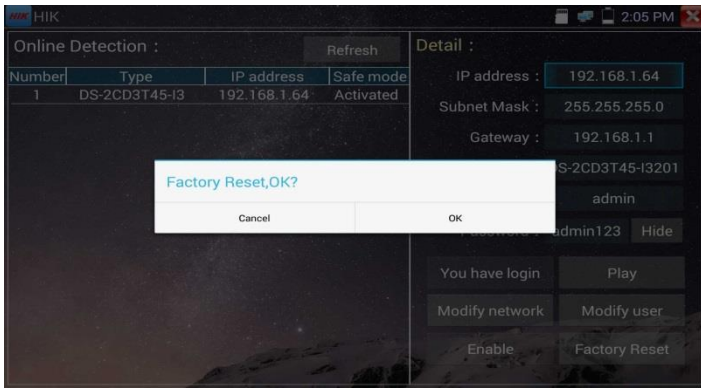 HIK HIK 2:05 PM
Online Detection : Refresh
Number Type IP address Safe mode
1 DS-2CD3T45-I3 192.168.1.64 Activated
Detail :
IP address : 192.168.1.64
Subnet Mask : 255.255.255.0
Gateway : 192.168.1.1
S-2CD3T45-I3201
admin
admin123 Hide
You have login Play
Modify network Modify user
Enable Factory Reset
Factory Reset,OK?
Cancel OK